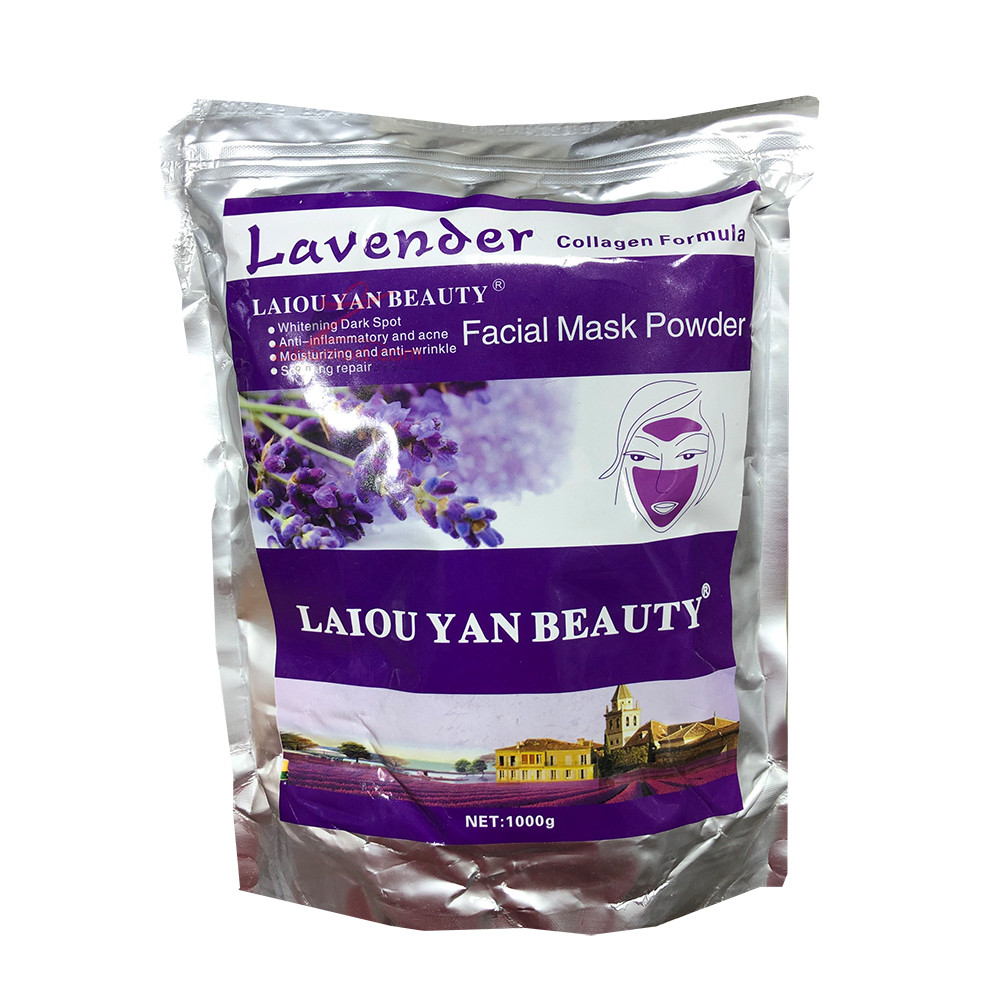 Lavender Collagen Formula
LAIOU YAN BEAUTY®
● Whitening Dark Spot
● Anti-inflammatory and acne
● Moisturizing and anti-wrinkle
● repair
Facial Mask Powder
LAIOU YAN BEAUTY®
NET:1000g